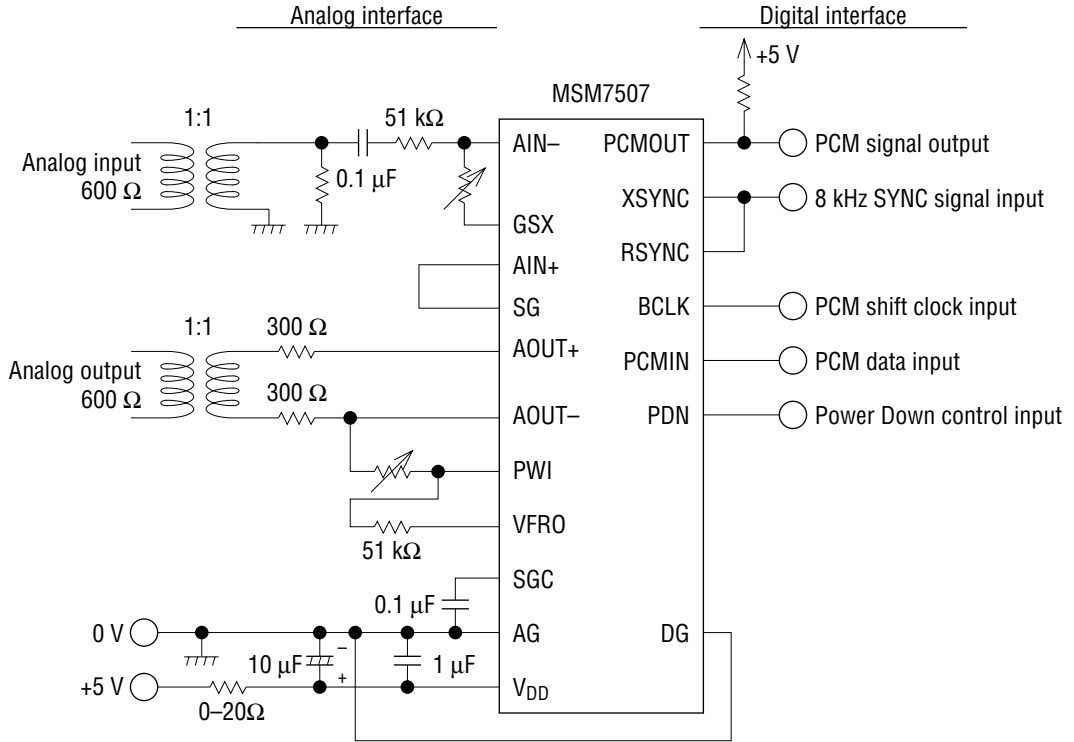 Analog interface
Digital interface
+5 V
MSM7507
1:1
51 kΩ
Analog input
600 Ω
0.1 μF
AIN–
GSX
AIN+
SG
1:1
300 Ω
Analog output
600 Ω
300 Ω
AOUT+
AOUT–
PWI
VFRO
51 kΩ
SGC
0.1 μF
0 V
AG
10 μF
–
+
1 μF
+5 V
0–20Ω
VDD
PCMOUT
PCM signal output
XSYNC
8 kHz SYNC signal input
RSYNC
BCLK
PCM shift clock input
PCMIN
PCM data input
PDN
Power Down control input
DG